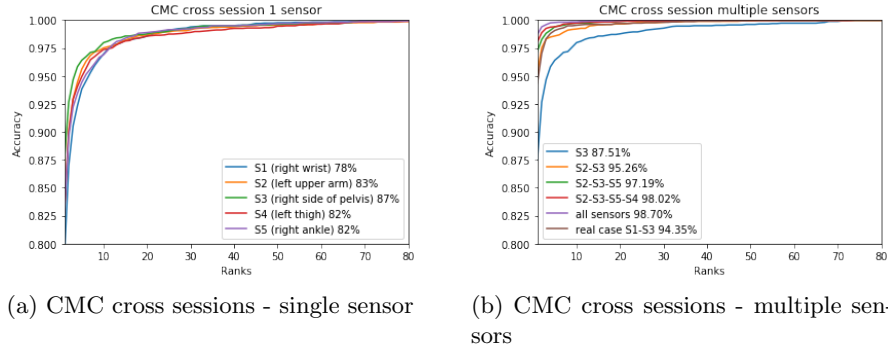 CMC cross session 1 sensor
1.000
0.975
0.950
0.925
0.900
0.875
0.850
0.825
0.800
Accuracy
10 20 30 40 50 60 70 80
Ranks
S1 (right wrist) 78%
S2 (left upper arm) 83%
S3 (right side of pelvis) 87%
S4 (left thigh) 82%
S5 (right ankle) 82%
(a) CMC cross sessions - single sensor
CMC cross session multiple sensors
1.000
0.975
0.950
0.925
0.900
0.875
0.850
0.825
0.800
Accuracy
10 20 30 40 50 60 70 80
Ranks
S3 87.51%
S2-S3 95.26%
S2-S3-S5 97.19%
S2-S3-S5-S4 98.02%
all sensors 98.70%
real case S1-S3 94.35%
(b) CMC cross sessions - multiple sen-
sors